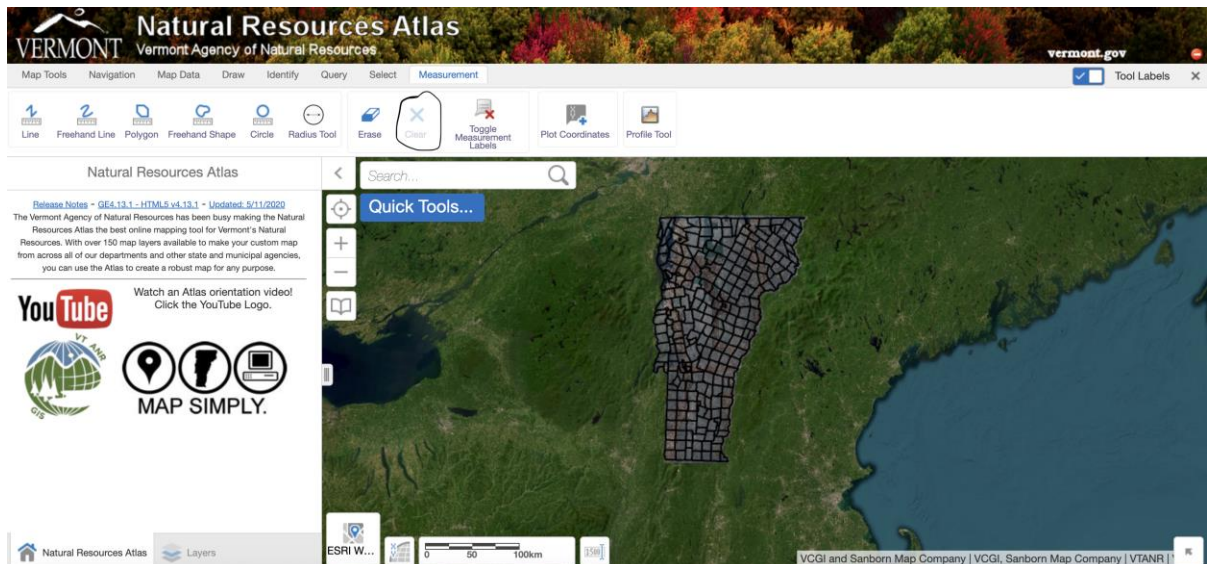 VERMONT
Natural Resources Atlas
Vermont Agency of Natural Resources
vermont.gov
Map Tools Navigation Map Data Draw Identify Query Select Measurement Tool Labels
Line Freehand Line Polygon Freehand Shape Circle Radius Tool Erase Clear Toggle Measurement Labels Plot Coordinates Profile Tool
Natural Resources Atlas
Release Notes - GE4.13.1 - HTML5 v4.13.1 - Updated: 5/11/2020
The Vermont Agency of Natural Resources has been busy making the Natural
Resources Atlas the best online mapping tool for Vermont's Natural
Resources. With over 150 map layers available to make your custom map
from across all of our departments and other state and municipal agencies,
you can use the Atlas to create a robust map for any purpose.
YouTube
Watch an Atlas orientation video!
Click the YouTube Logo.
VT ANR
GIS
MAP SIMPLY.
Search...
Quick Tools...
Natural Resources Atlas Layers
ESRI W...
0 50 100km
VCGI and Sanborn Map Company | VCGI, Sanborn Map Company | VTANR |